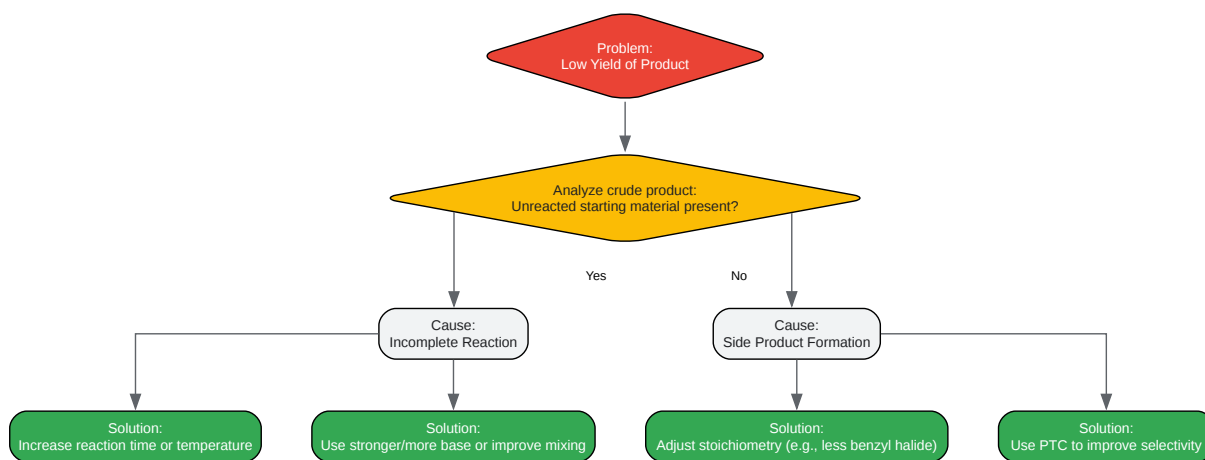 Problem:
Low Yield of Product
Analyze crude product:
Unreacted starting material present?
Yes
No
Cause:
Incomplete Reaction
Cause:
Side Product Formation
Solution:
Increase reaction time or temperature
Solution:
Use stronger/more base or improve mixing
Solution:
Adjust stoichiometry (e.g., less benzyl halide)
Solution:
Use PTC to improve selectivity